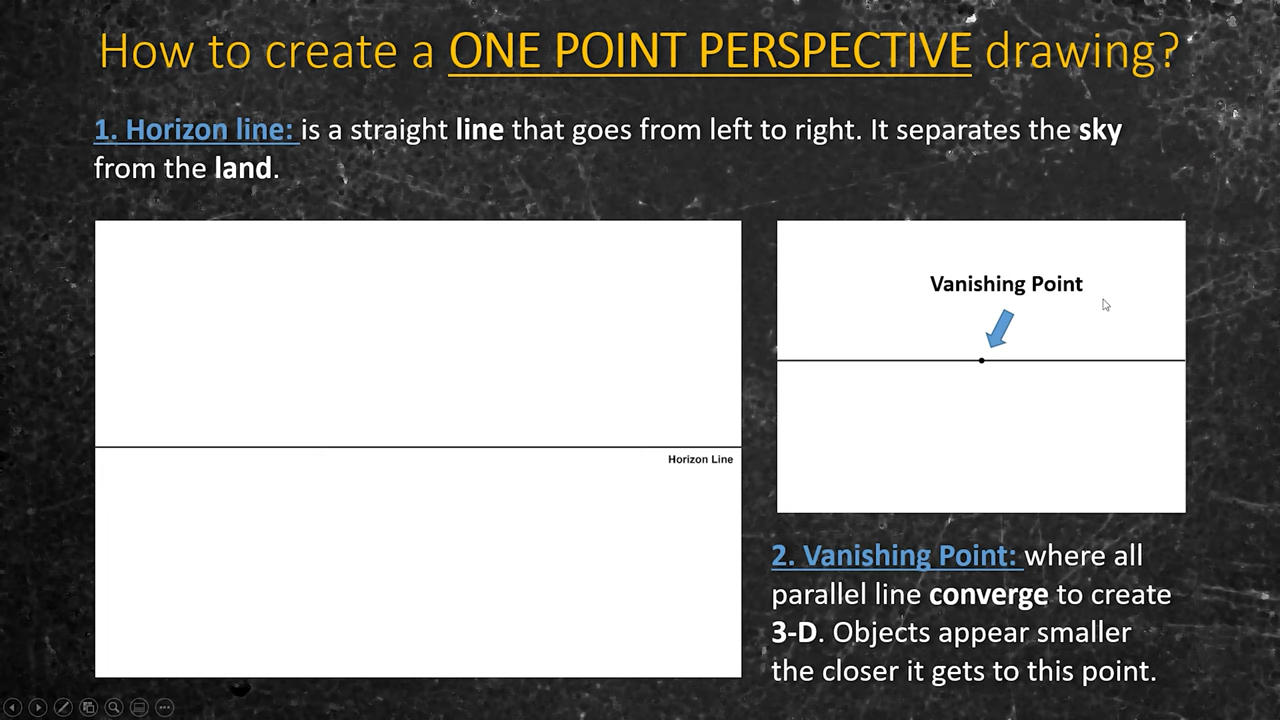 How to create a ONE POINT PERSPECTIVE drawing?
1. Horizon line: is a straight line that goes from left to right. It separates the sky
from the land.
Horizon Line
Vanishing Point
2. Vanishing Point: where all
parallel line converge to create
3-D. Objects appear smaller
the closer it gets to this point.